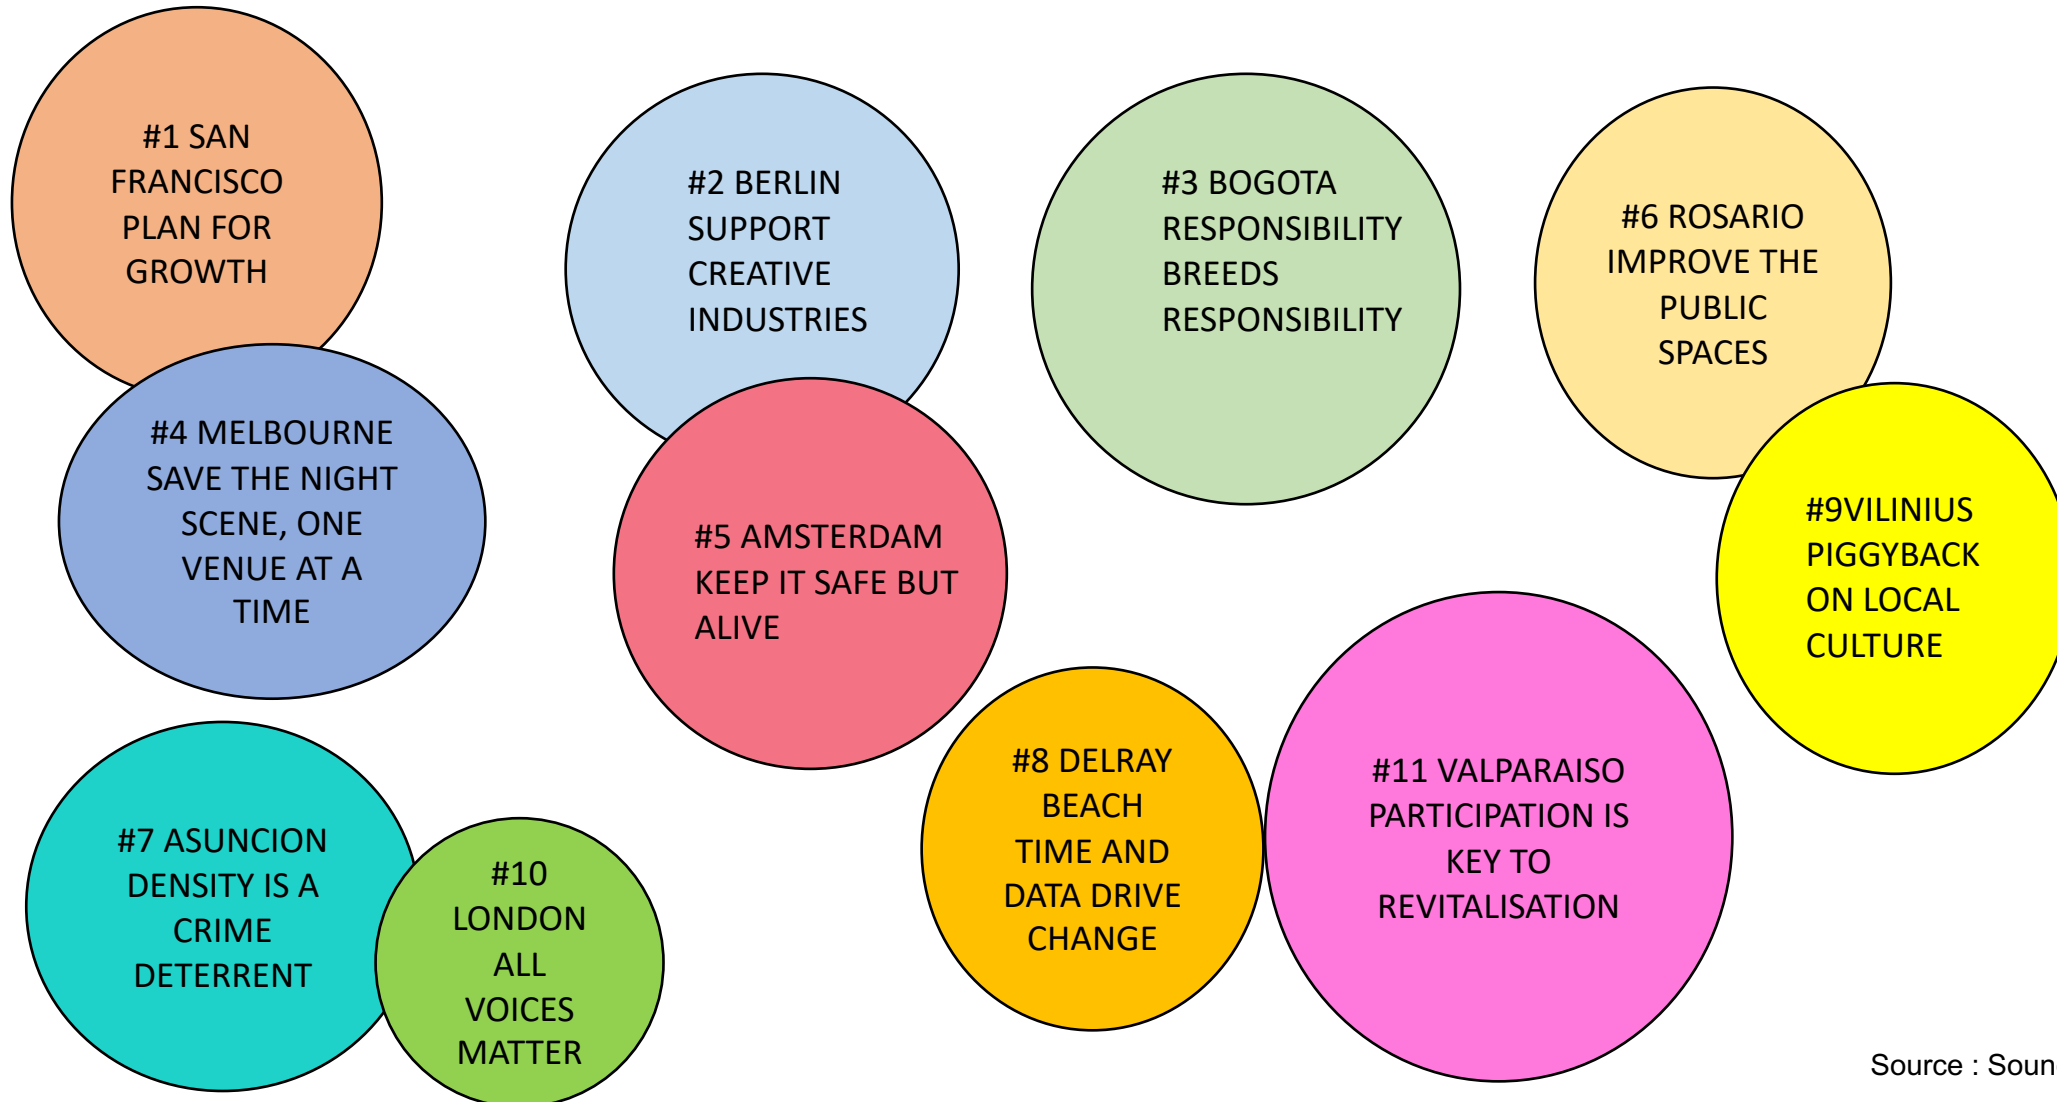 #1 SAN
FRANCISCO
PLAN FOR
GROWTH
#2 BERLIN
SUPPORT
CREATIVE
INDUSTRIES
#3 BOGOTA
RESPONSIBILITY
BREEDS
RESPONSIBILITY
#6 ROSARIO
IMPROVE THE
PUBLIC
SPACES
#4 MELBOURNE
SAVE THE NIGHT
SCENE, ONE
VENUE AT A
TIME
#5 AMSTERDAM
KEEP IT SAFE BUT
ALIVE
#9VILINIUS
PIGGYBACK
ON LOCAL
CULTURE
#7 ASUNCION
DENSITY IS A
CRIME
DETERRENT
#10
LONDON
ALL
VOICES
MATTER
#8 DELRAY
BEACH
TIME AND
DATA DRIVE
CHANGE
#11 VALPARAISO
PARTICIPATION IS
KEY TO
REVITALISATION
Source :